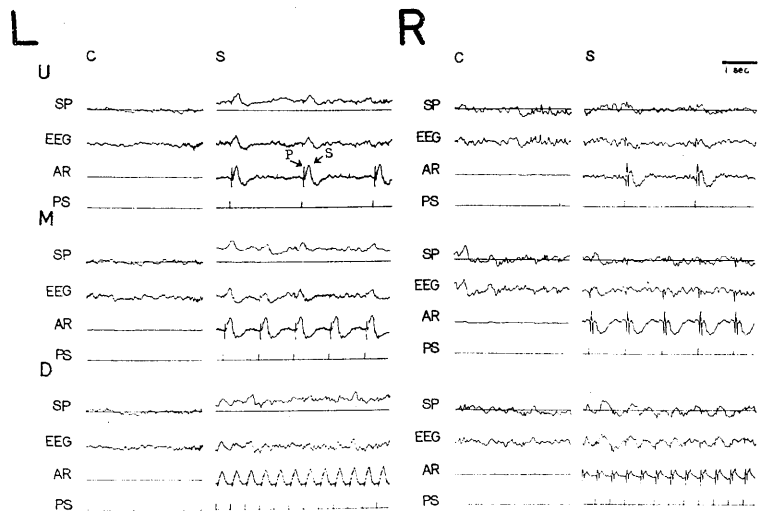 L R
C S C S
1 sec
U
SP SP
EEG EEG
P S
AR AR
PS PS
M
SP SP
EEG EEG
AR AR
PS PS
D
SP SP
EEG EEG
AR AR
PS PS